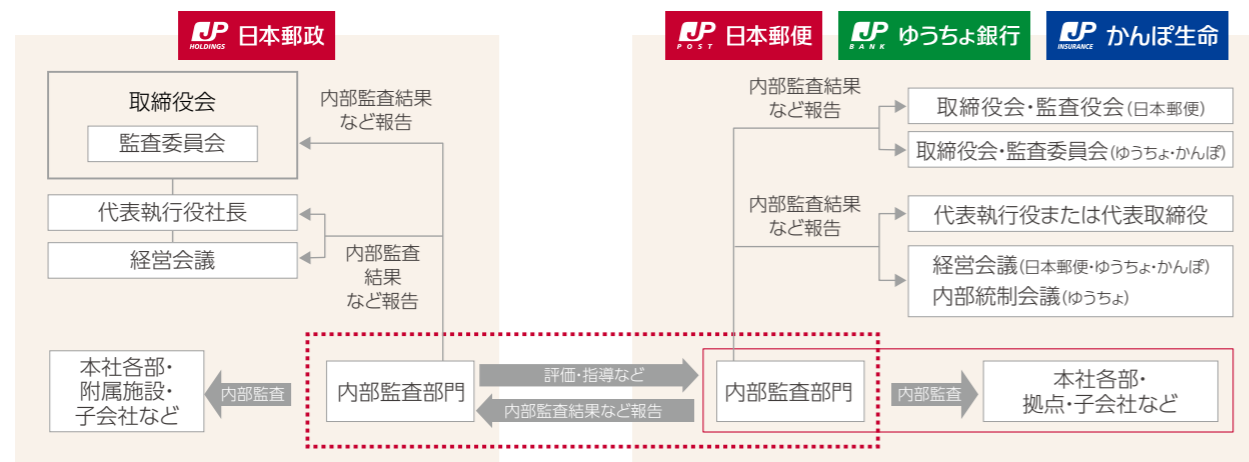 JP
HOLDINGS
日本郵政
取締役会
監査委員会
内部監査結果
など報告
代表執行役社長
経営会議
内部監査
結果
など報告
本社各部・
附属施設・
子会社など
内部監査
内部監査部門
評価・指導など
内部監査結果など報告
JP
POST
日本郵便
JP
BANK
ゆうちょ銀行
JP
INSURANCE
かんぽ生命
内部監査結果
など報告
取締役会・監査役会(日本郵便)
取締役会・監査委員会(ゆうちょ・かんぽ)
内部監査結果
など報告
代表執行役または代表取締役
経営会議(日本郵便・ゆうちょ・かんぽ)
内部統制会議(ゆうちょ)
内部監査部門
内部監査
本社各部・
拠点・子会社など